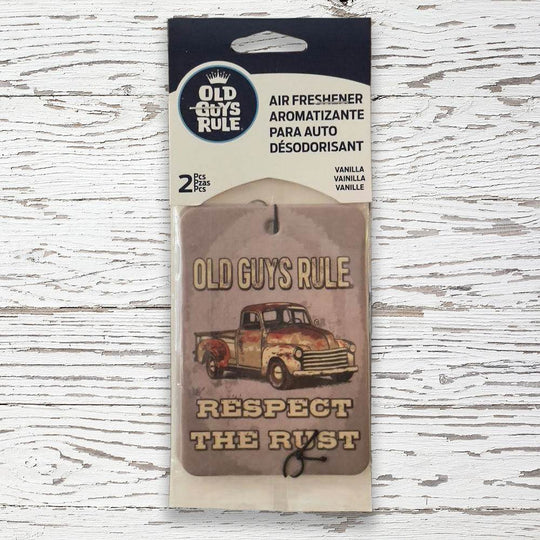 OLD
GUYS
RULE
AIR FRESHENER
AROMATIZANTE
PARA AUTO
DÉSODORISANT
VANILLA
VAINILLA
VANILLE
2 Pcs
Pzas
Pcs
OLD GUYS RULE
RESPECT
THE RUST